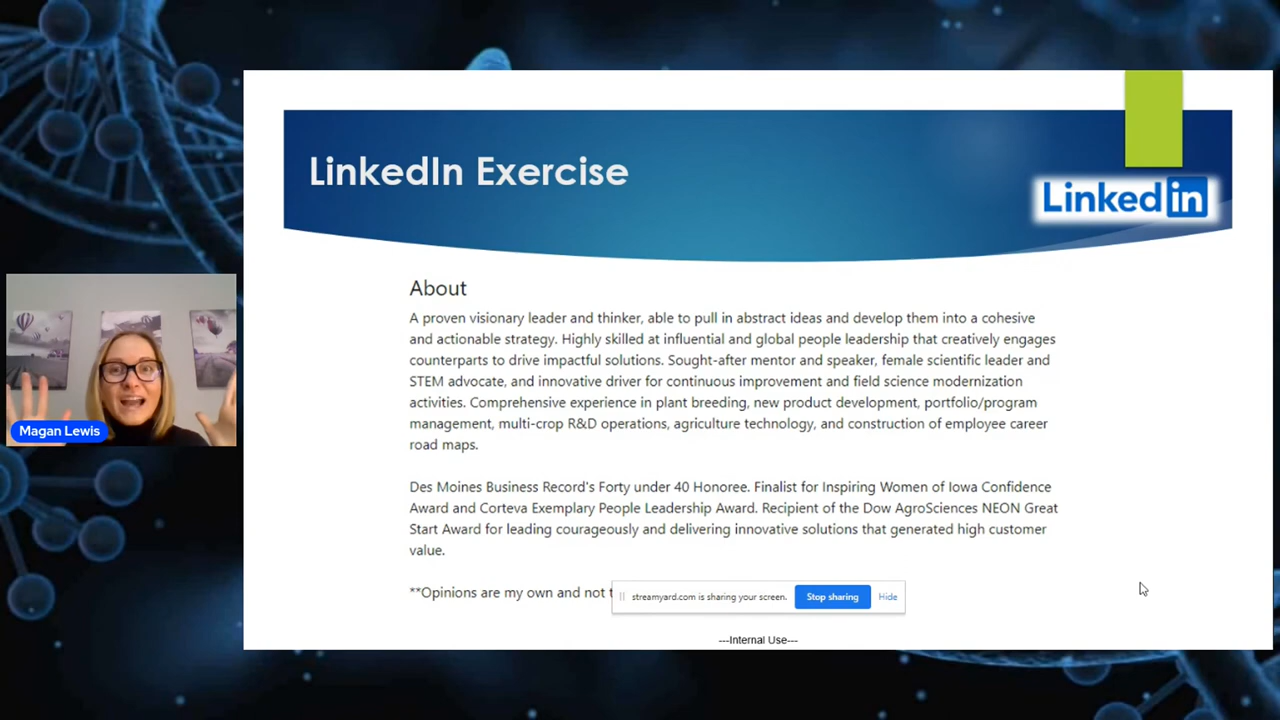 LinkedIn Exercise
Linked in
About
A proven visionary leader and thinker, able to pull in abstract ideas and develop them into a cohesive
and actionable strategy. Highly skilled at influential and global people leadership that creatively engages
counterparts to drive impactful solutions. Sought-after mentor and speaker, female scientific leader and
STEM advocate, and innovative driver for continuous improvement and field science modernization
activities. Comprehensive experience in plant breeding, new product development, portfolio/program
management, multi-crop R&D operations, agriculture technology, and construction of employee career
road maps.
Des Moines Business Record's Forty under 40 Honoree. Finalist for Inspiring Women of Iowa Confidence
Award and Corteva Exemplary People Leadership Award. Recipient of the Dow AgroSciences NEON Great
Start Award for leading courageously and delivering innovative solutions that generated high customer
value.
**Opinions are my own and not
streamyard.com is sharing your screen. Stop sharing Hide
---Internal Use---
Magan Lewis